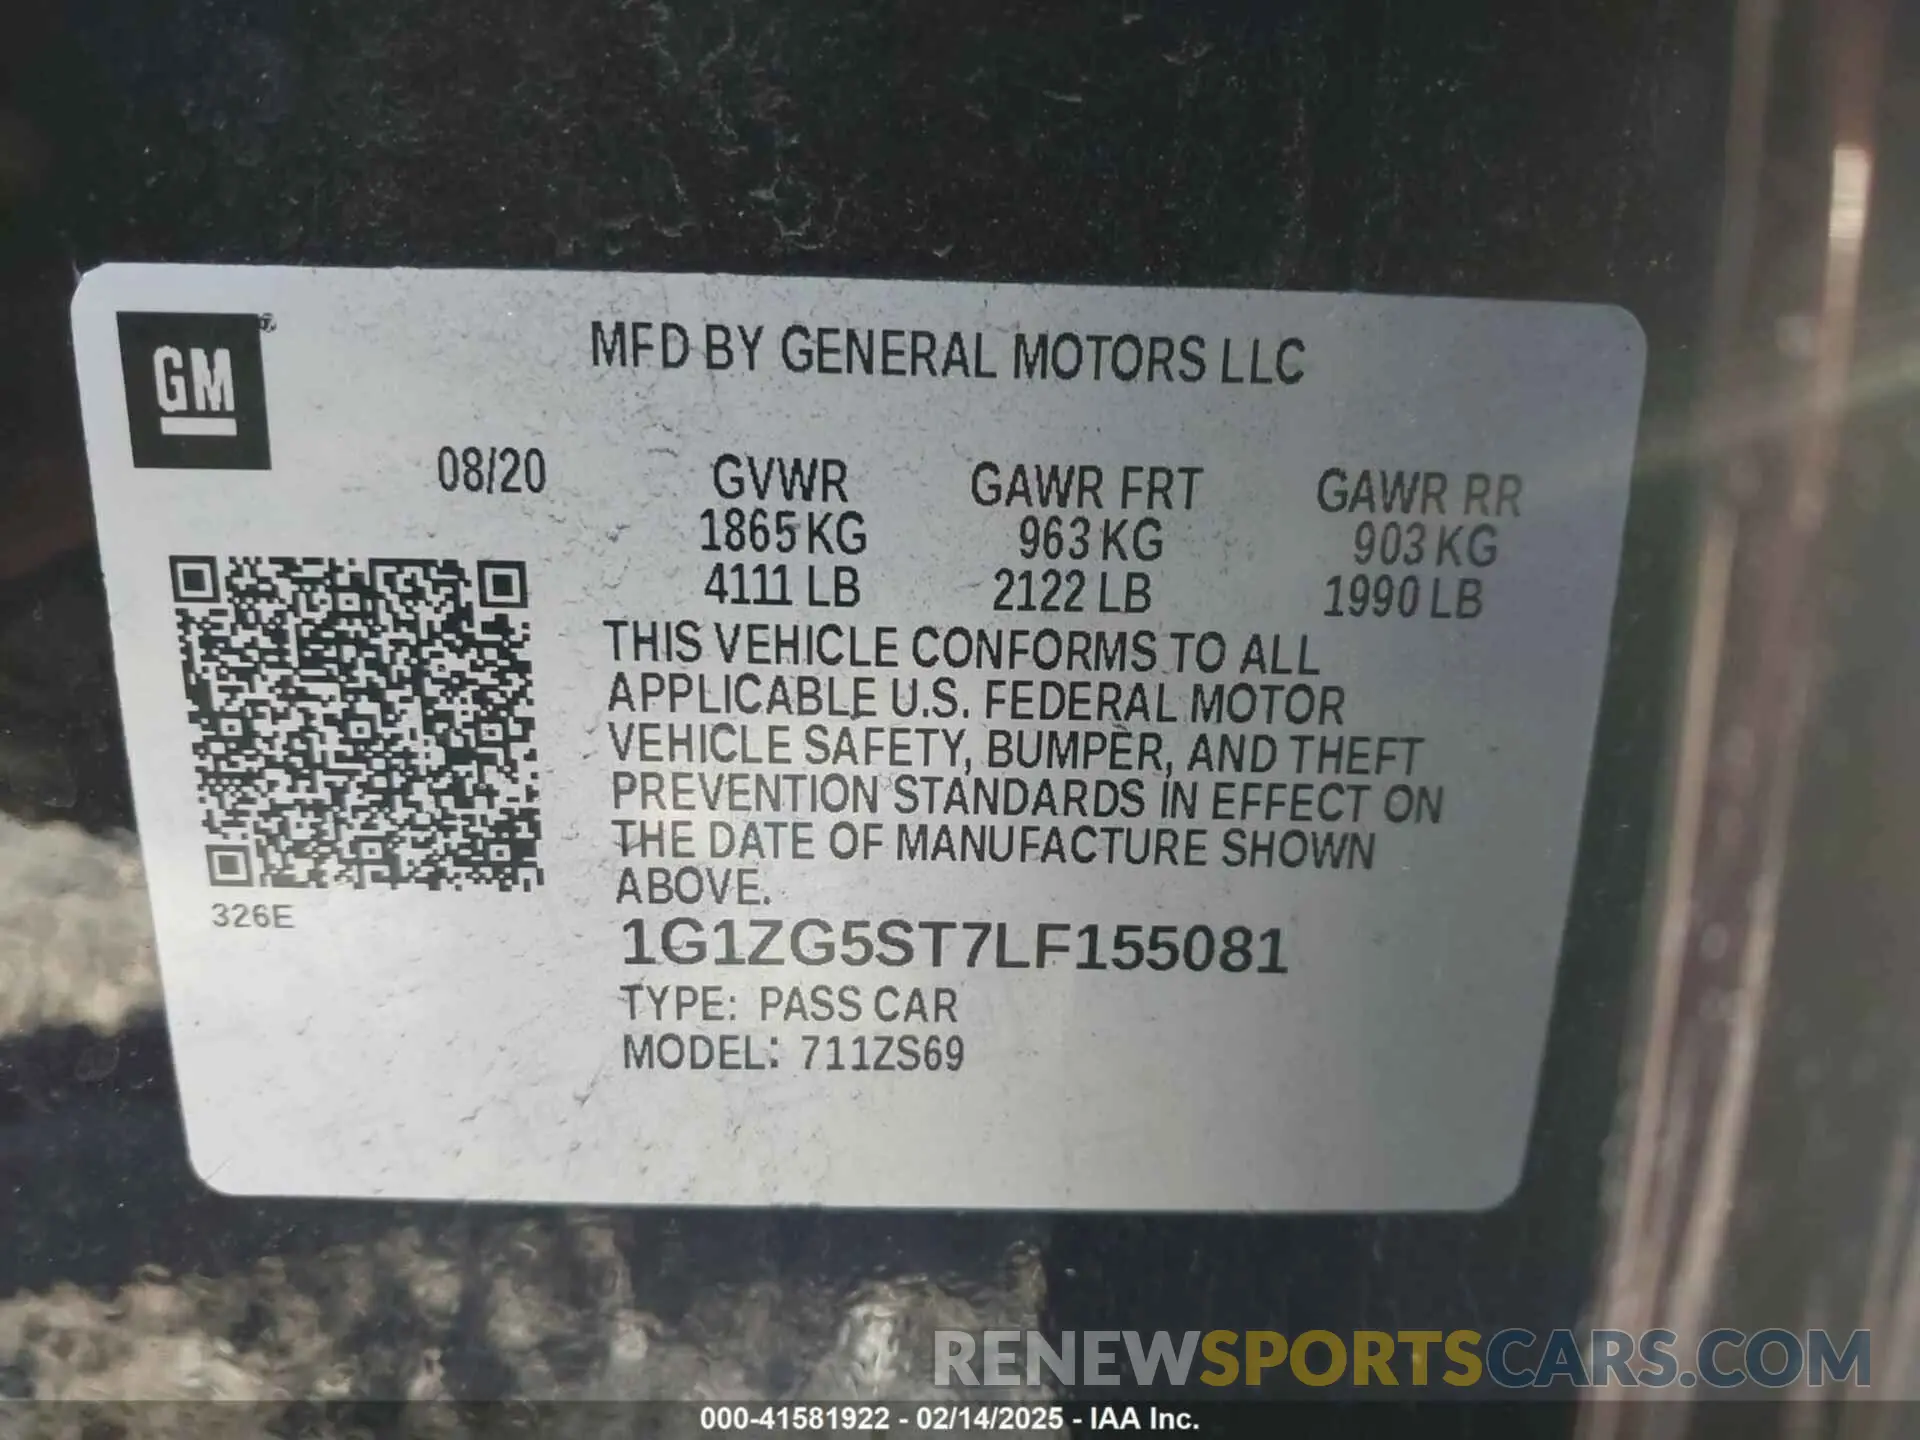 GM
MFD BY GENERAL MOTORS LLC
08/20 GVWR GAWR FRT GAWR RR
1865 KG 963 KG 903 KG
4111 LB 2122 LB 1990 LB
THIS VEHICLE CONFORMS TO ALL
APPLICABLE U.S. FEDERAL MOTOR
VEHICLE SAFETY, BUMPER, AND THEFT
PREVENTION STANDARDS IN EFFECT ON
THE DATE OF MANUFACTURE SHOWN
ABOVE.
326E
1G1ZG5ST7LF155081
TYPE: PASS CAR
MODEL: 711ZS69
RENEWSPORTSCARS.COM
000-41581922 - 02/14/2025 - IAA Inc.